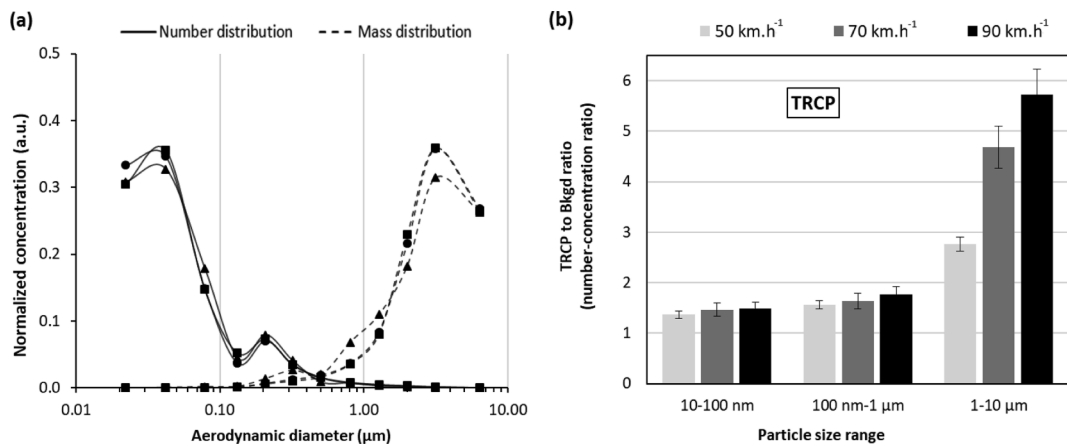 (a)
Number distribution Mass distribution
Normalized concentration (a.u.)
0.5
0.4
0.3
0.2
0.1
0.0
0.01 0.10 1.00 10.00
Aerodynamic diameter (µm)
(b)
50 km.h⁻¹ 70 km.h⁻¹ 90 km.h⁻¹
TRCP to Bkgd ratio
(number-concentration ratio)
6
5
4
3
2
1
0
TRCP
10-100 nm 100 nm-1 µm 1-10 µm
Particle size range